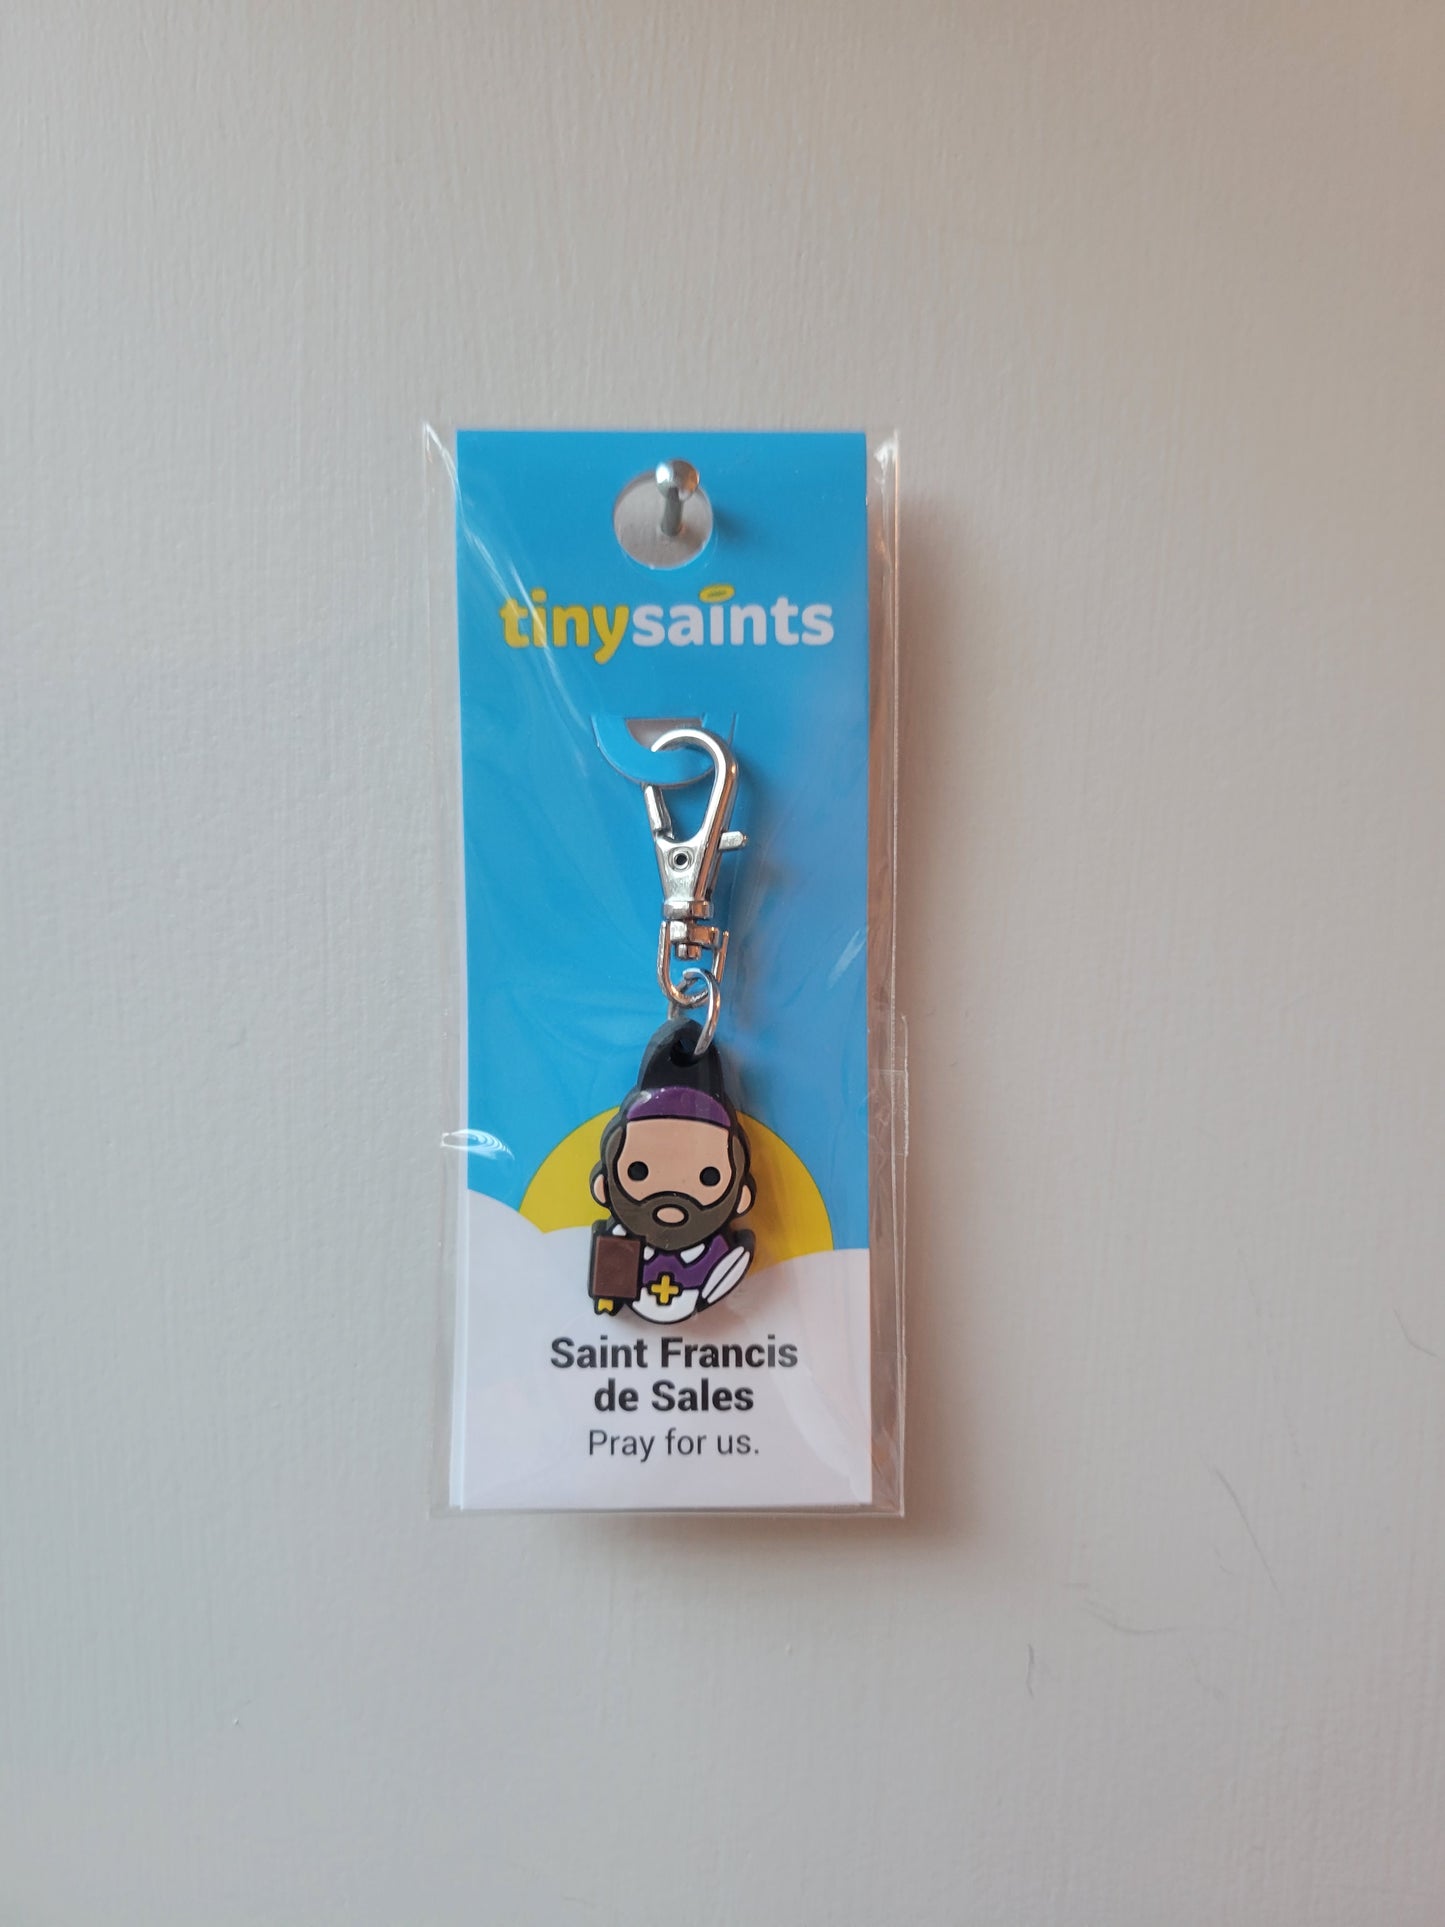 tinysaints
Saint Francis
de Sales
Pray for us.